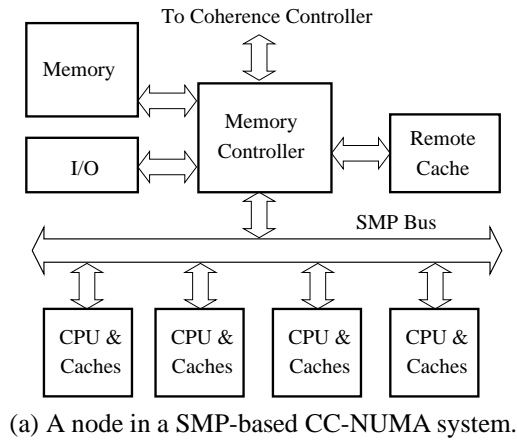 To Coherence Controller
Memory
Memory
Controller
I/O
Remote
Cache
SMP Bus
CPU &
Caches
CPU &
Caches
CPU &
Caches
CPU &
Caches
(a) A node in a SMP-based CC-NUMA system.